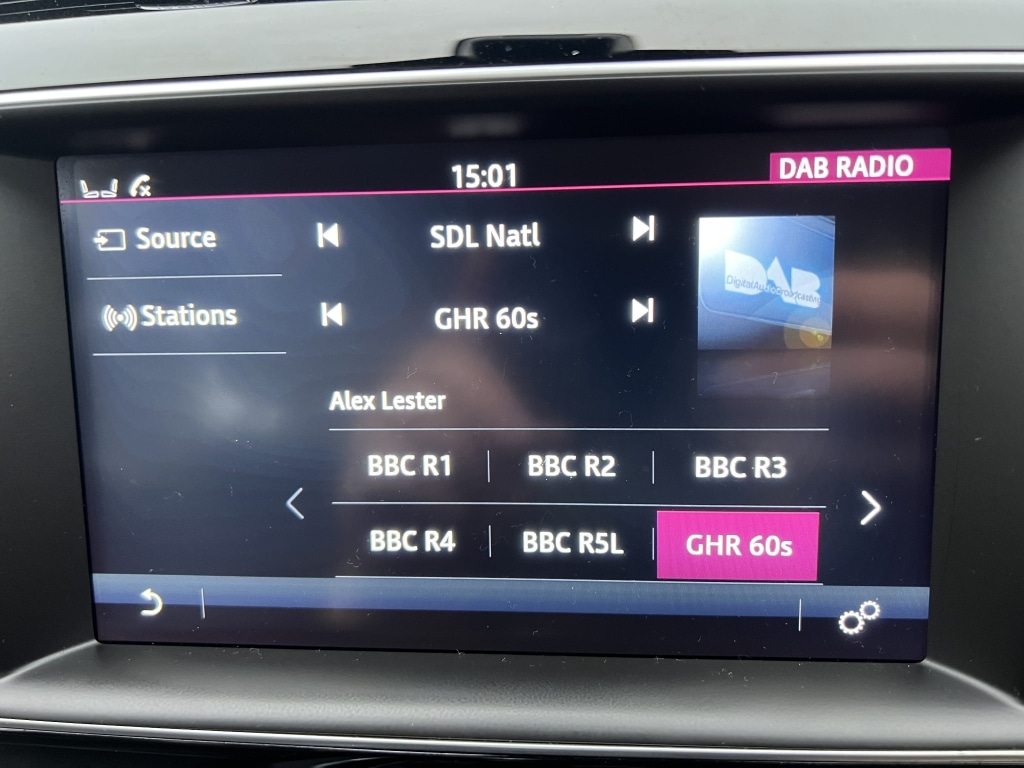 15:01
DAB RADIO
Source
SDL Natl
Stations
GHR 60s
DAB
Alex Lester
BBC R1
BBC R2
BBC R3
BBC R4
BBC R5L
GHR 60s